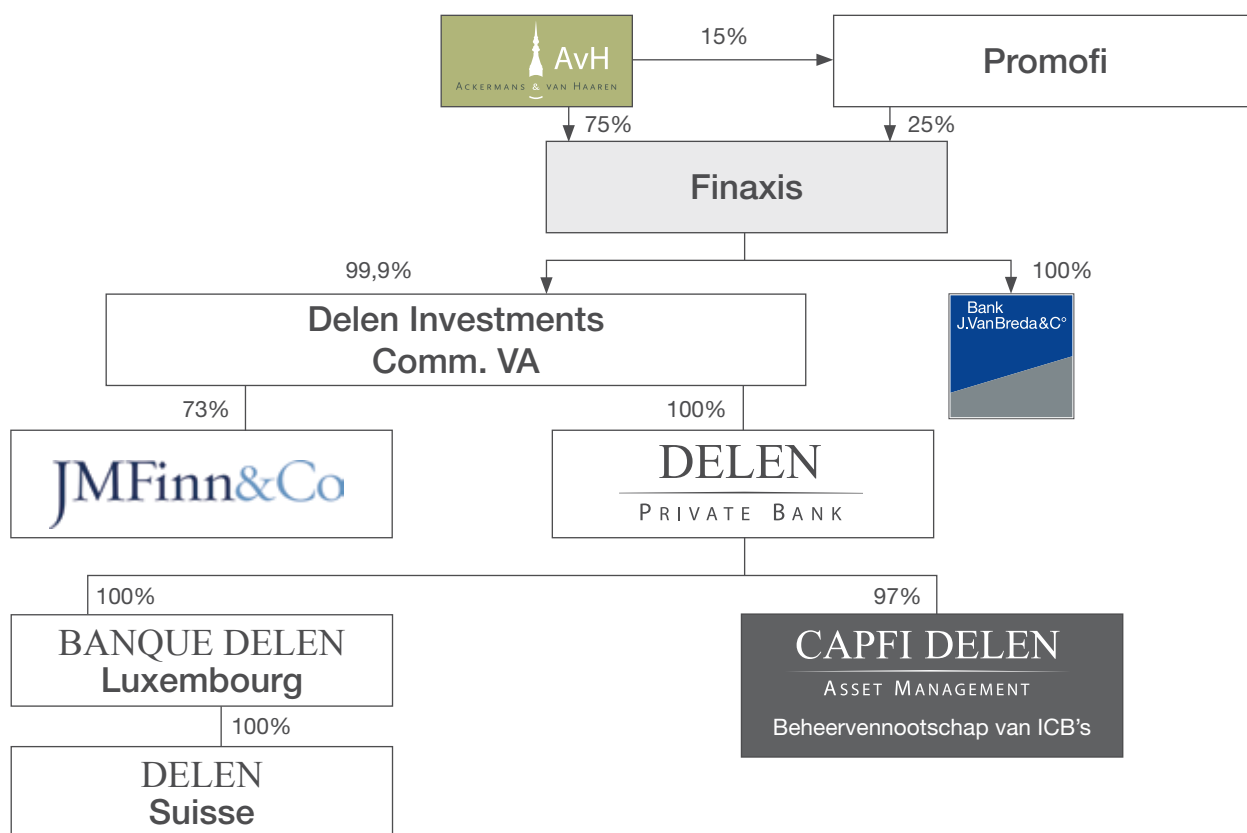 AvH
ACKERMANS & VAN HAAREN
15%
Promofi
75%
25%
Finaxis
99,9%
100%
Delen Investments
Comm. VA
Bank
J.VanBreda&C°
73%
100%
JMFinn&Co
DELEN
PRIVATE BANK
100%
97%
BANQUE DELEN
Luxembourg
CAPFI DELEN
ASSET MANAGEMENT
Beheervennootschap van ICB's
100%
DELEN
Suisse